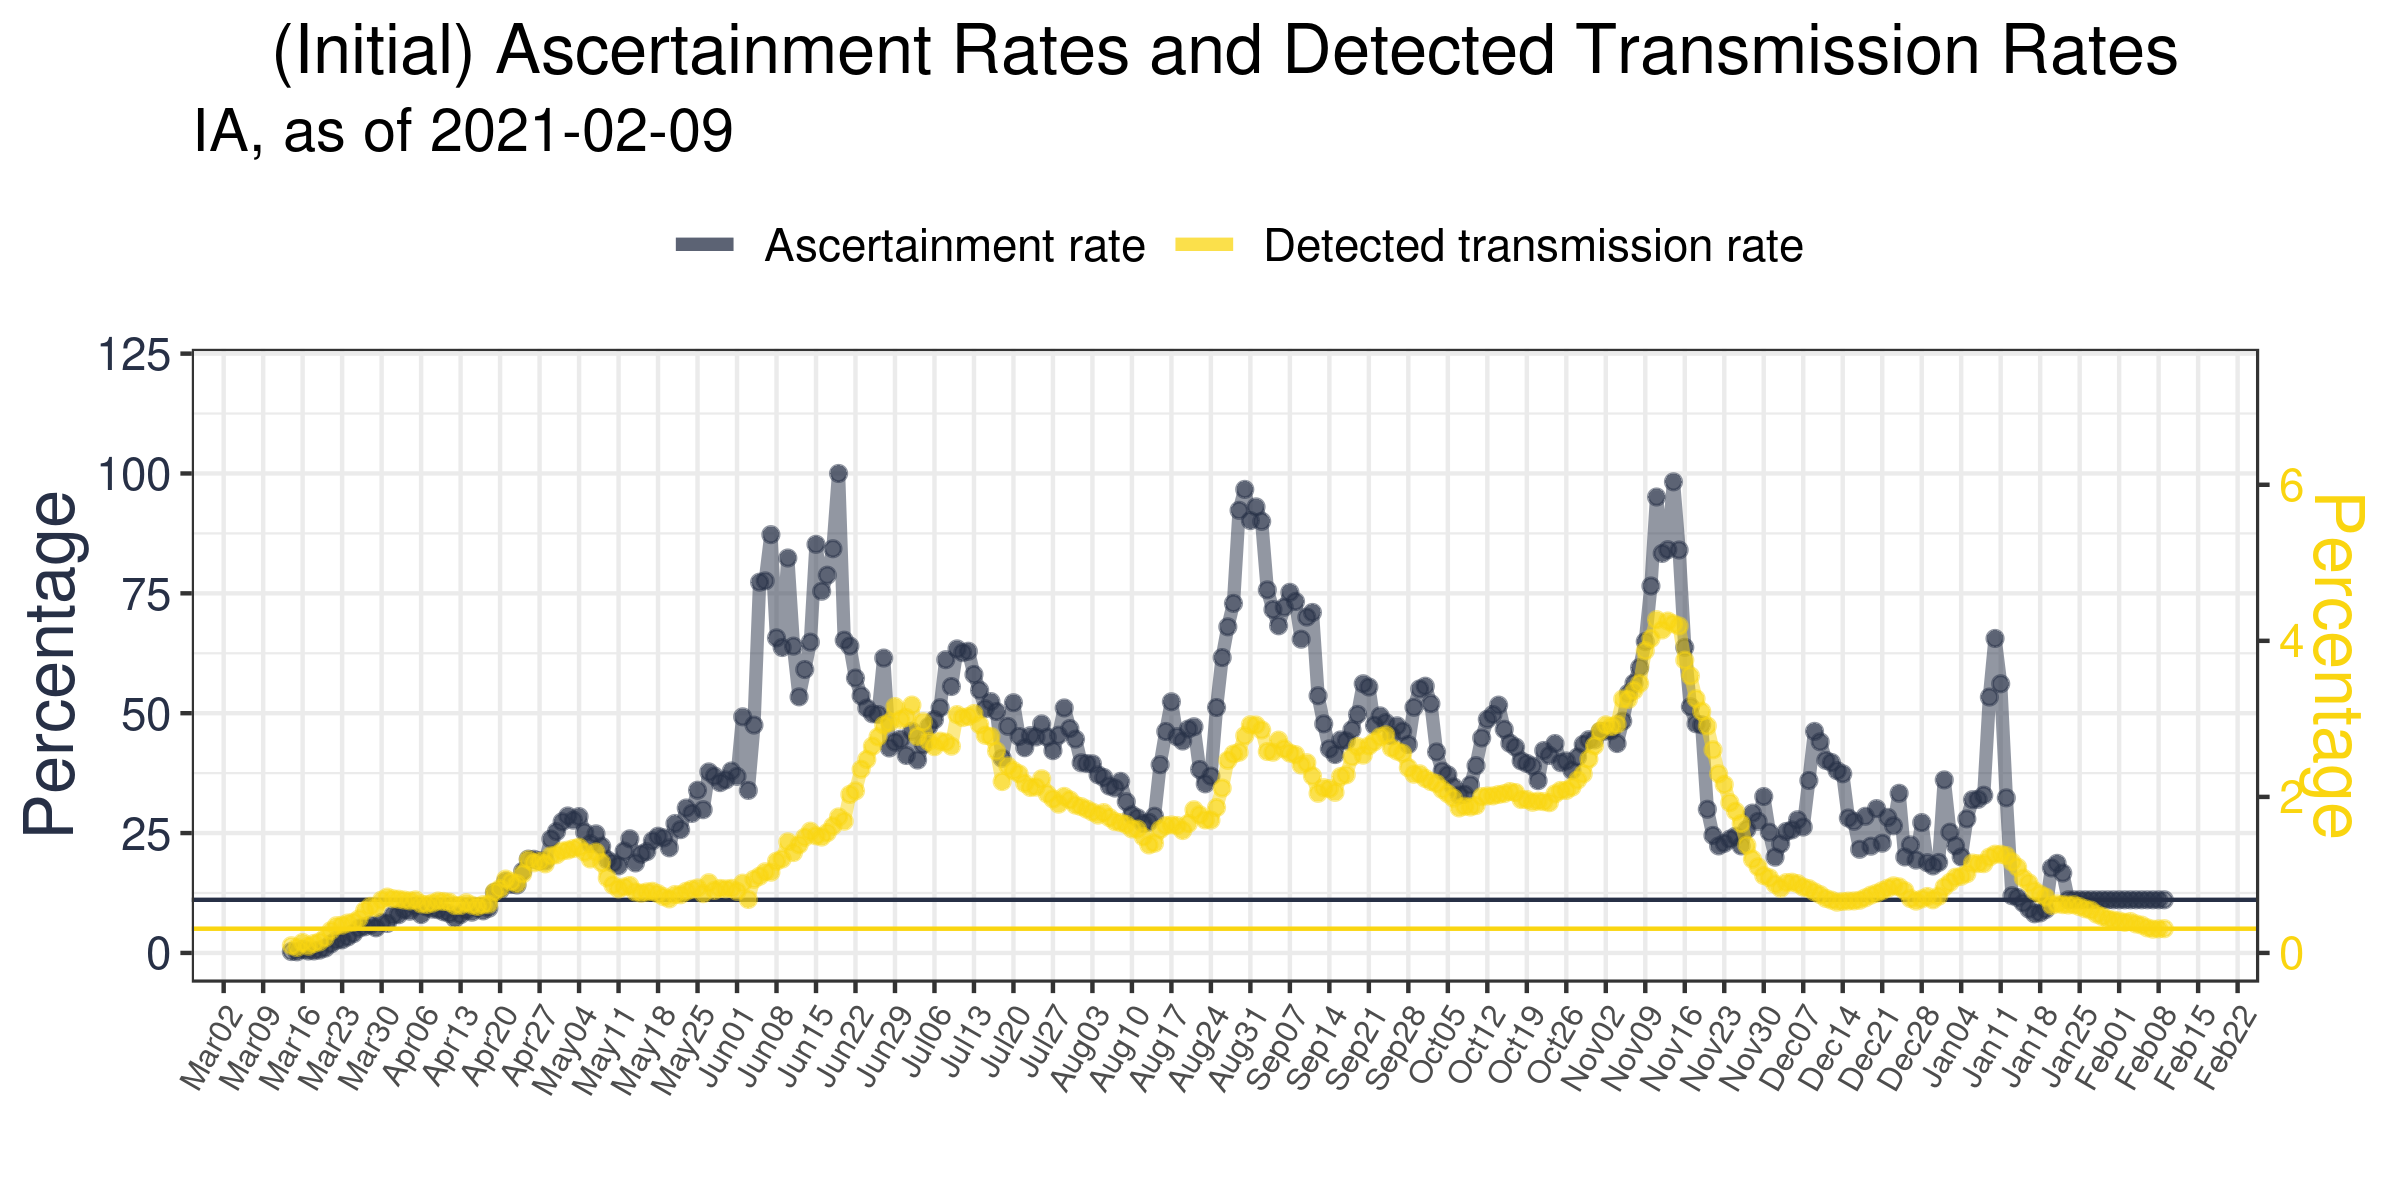 (Initial) Ascertainment Rates and Detected Transmission Rates
IA, as of 2021-02-09
Ascertainment rate
Detected transmission rate
Percentage
125
100
75
50
25
0
6
4
2
0
Percentage
Mar02
Mar09
Mar16
Mar23
Mar30
Apr06
Apr13
Apr20
Apr27
May04
May11
May18
May25
Jun01
Jun08
Jun15
Jun22
Jun29
Jul06
Jul13
Jul20
Jul27
Aug03
Aug10
Aug17
Aug24
Aug31
Sep07
Sep14
Sep21
Sep28
Oct05
Oct12
Oct19
Oct26
Nov02
Nov09
Nov16
Nov23
Nov30
Dec07
Dec14
Dec21
Dec28
Jan04
Jan11
Jan18
Jan25
Feb01
Feb08
Feb15
Feb22